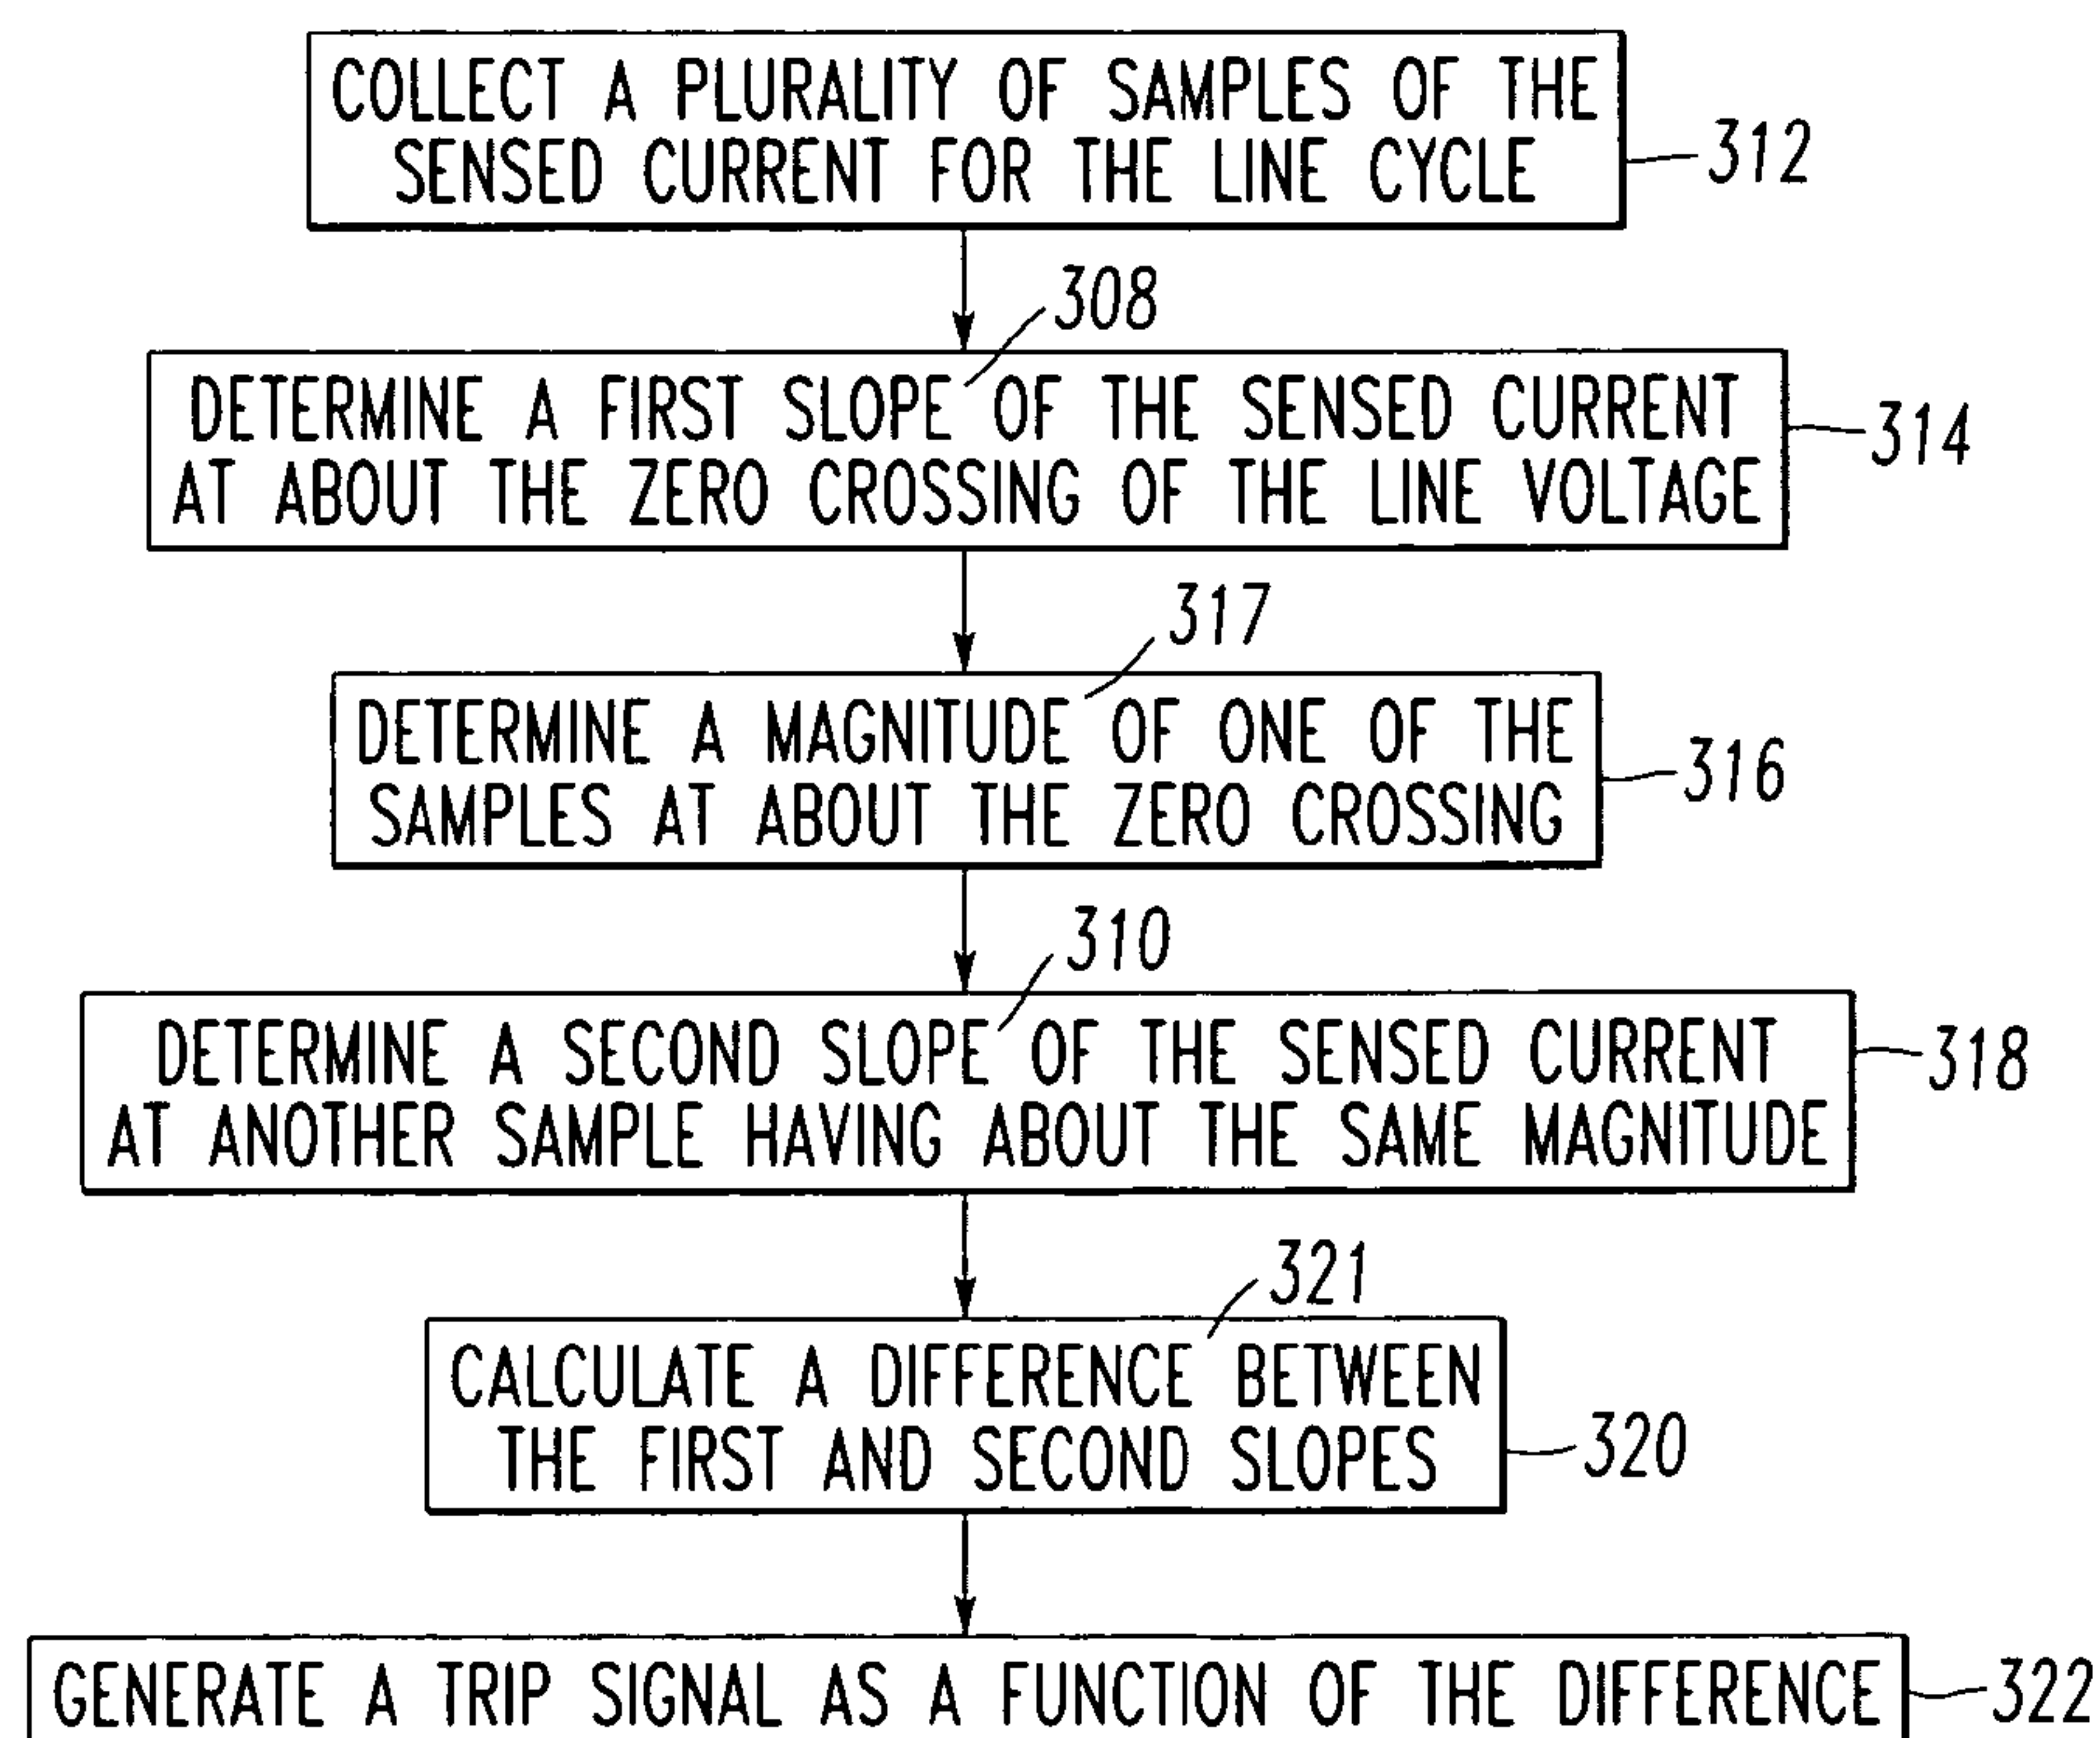 COLLECT A PLURALITY OF SAMPLES OF THE
SENSED CURRENT FOR THE LINE CYCLE
312
308
DETERMINE A FIRST SLOPE OF THE SENSED CURRENT
AT ABOUT THE ZERO CROSSING OF THE LINE VOLTAGE
314
317
DETERMINE A MAGNITUDE OF ONE OF THE
SAMPLES AT ABOUT THE ZERO CROSSING
316
310
DETERMINE A SECOND SLOPE OF THE SENSED CURRENT
AT ANOTHER SAMPLE HAVING ABOUT THE SAME MAGNITUDE
318
321
CALCULATE A DIFFERENCE BETWEEN
THE FIRST AND SECOND SLOPES
320
GENERATE A TRIP SIGNAL AS A FUNCTION OF THE DIFFERENCE
322